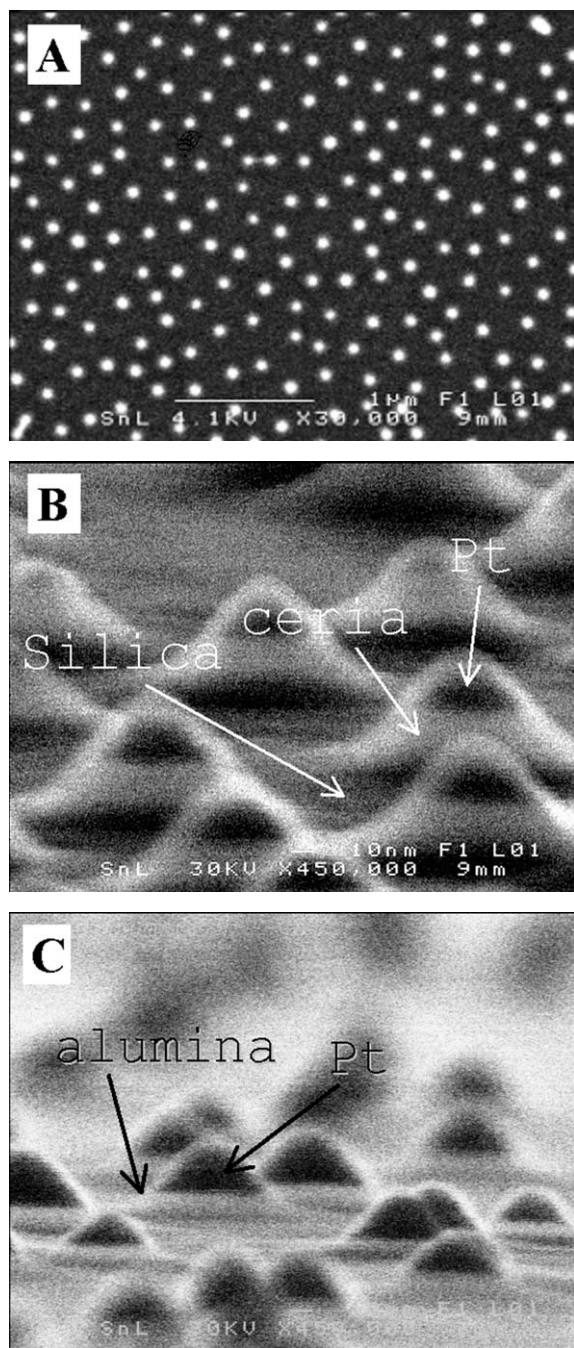 A
1µm F1 L01
SnL 4.1KV X30,000 9mm
B
Pt
ceria
Silica
10nm F1 L01
SnL 30KV X450,000 9mm
C
alumina
Pt
F1 L01
SnL